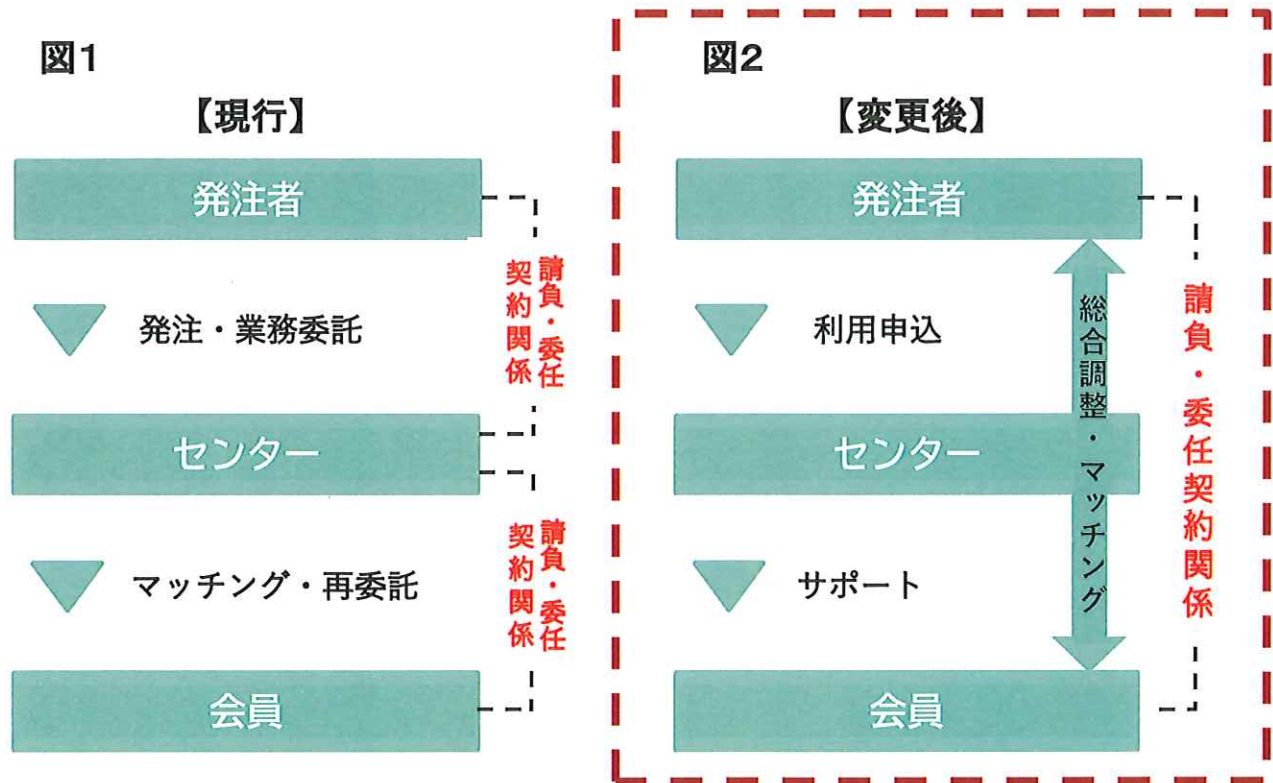 図1
【現行】
発注者
発注・業務委託
請負・委任
契約関係
センター
マッチング・再委託
請負・委任
契約関係
会員
図2
【変更後】
発注者
利用申込
センター
サポート
会員
総合調整・マッチング
請負・委任契約関係